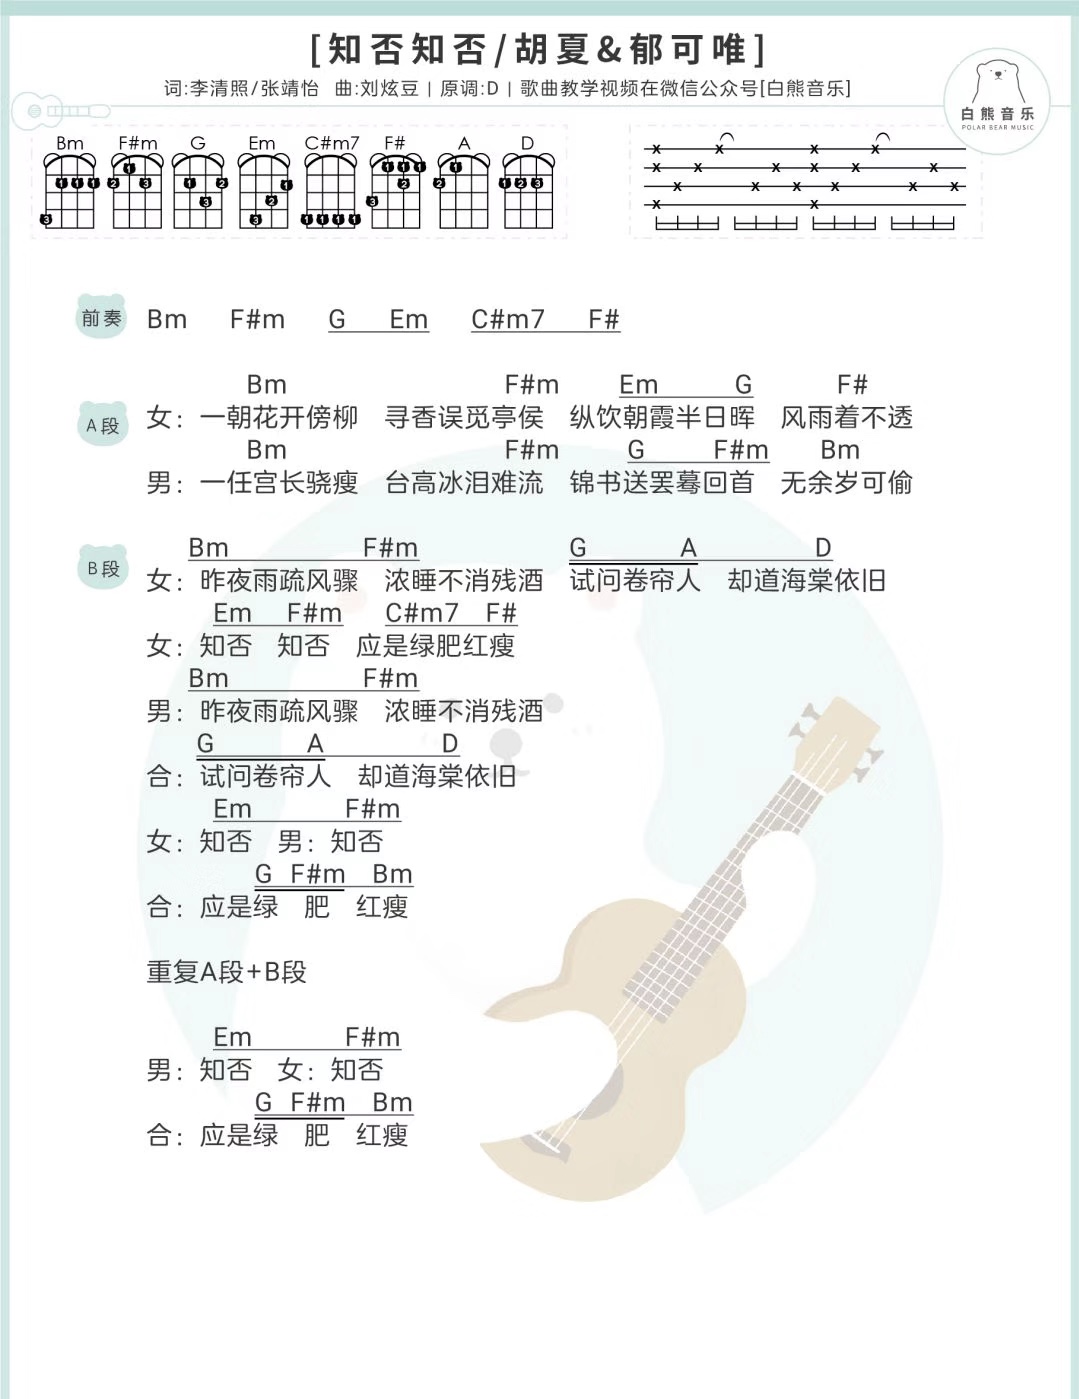 [知否知否/胡夏&郁可唯]
词:李清照/张靖怡 曲:刘炫豆 | 原调:D | 歌曲教学视频在微信公众号[白熊音乐]
白熊音乐
POLAR BEAR MUSIC
Bm F#m G Em C#m7 F# A D
前奏 Bm F#m G Em C#m7 F#
Bm F#m Em G F#
A段 女：一朝花开傍柳 寻香误觅亭侯 纵饮朝霞半日晖 风雨着不透
Bm F#m G F#m Bm
男：一任宫长骁瘦 台高冰泪难流 锦书送罢蓦回首 无余岁可偷
Bm F#m G A D
B段 女：昨夜雨疏风骤 浓睡不消残酒 试问卷帘人 却道海棠依旧
Em F#m C#m7 F#
女：知否 知否 应是绿肥红瘦
Bm F#m
男：昨夜雨疏风骤 浓睡不消残酒
G A D
合：试问卷帘人 却道海棠依旧
Em F#m
女：知否 男：知否
G F#m Bm
合：应是绿 肥 红瘦
重复A段+B段
Em F#m
男：知否 女：知否
G F#m Bm
合：应是绿 肥 红瘦